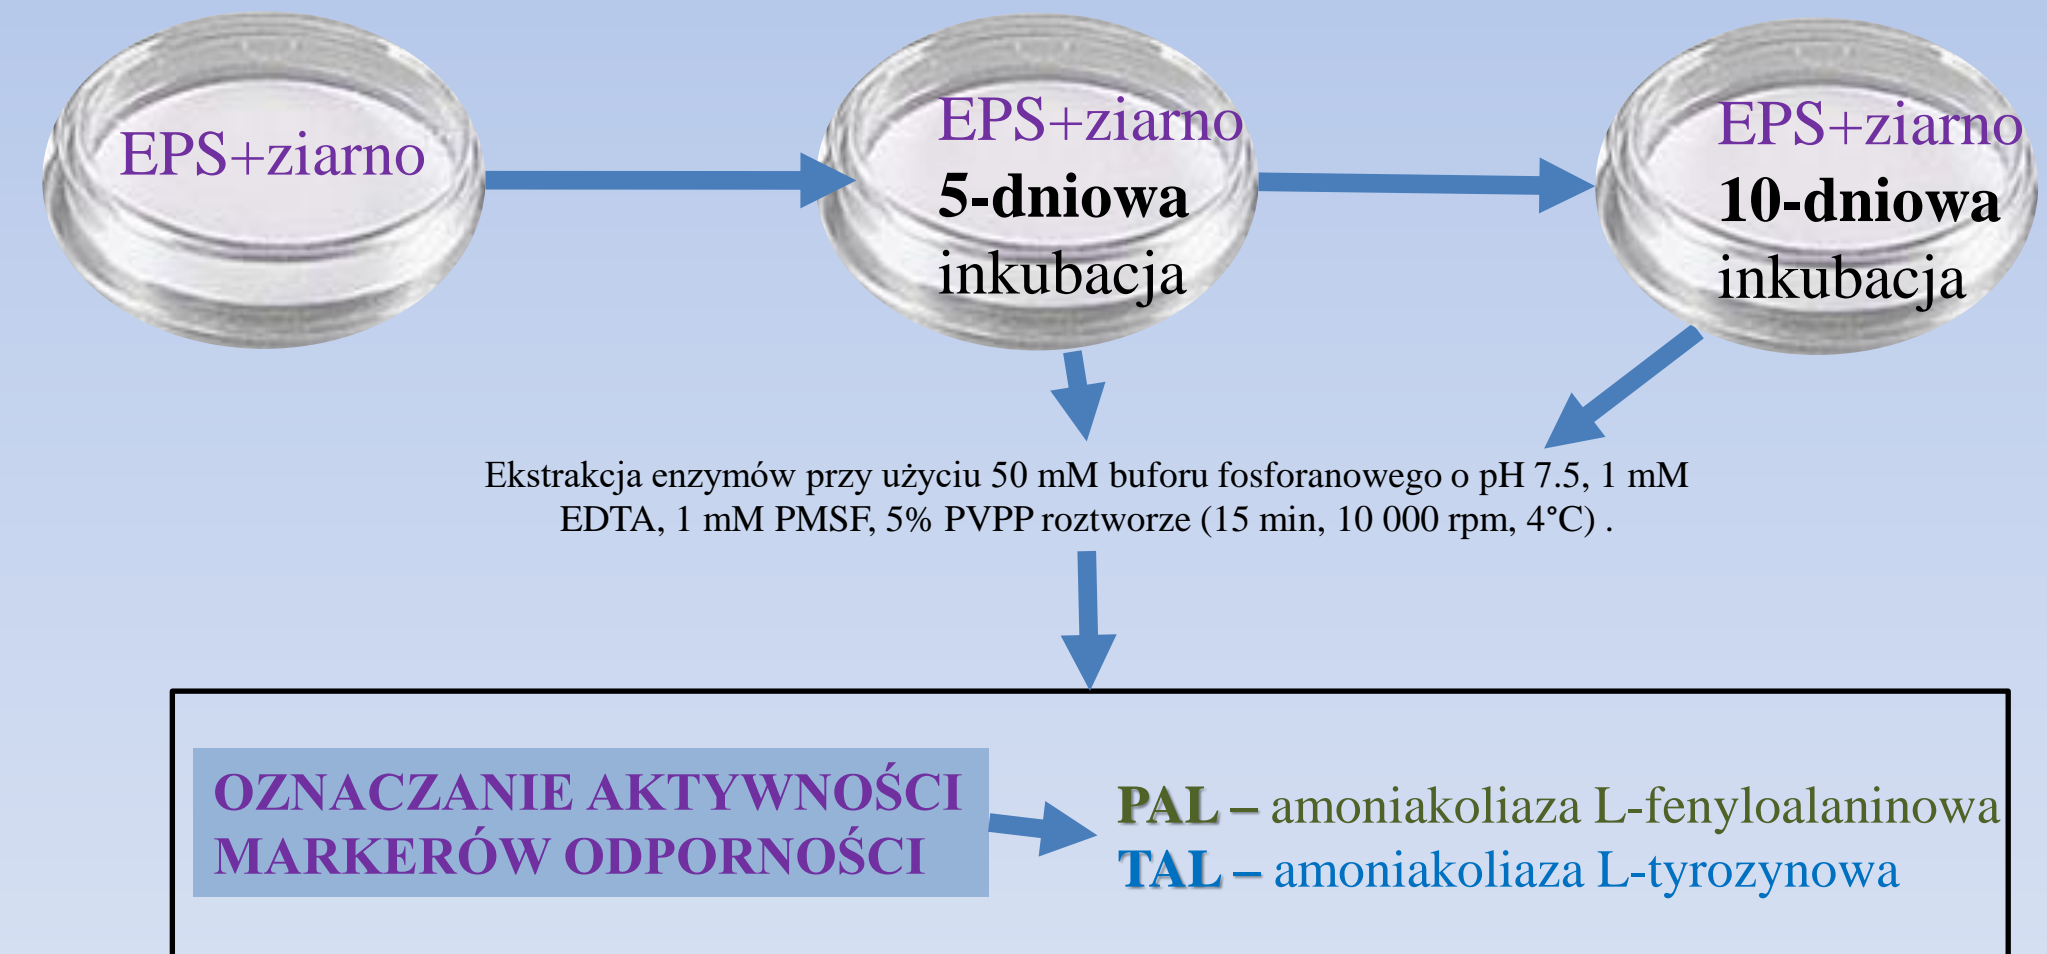 EPS+ziarno
EPS+ziarno
5-dniowa
inkubacja
EPS+ziarno
10-dniowa
inkubacja
Ekstrakcja enzymów przy użyciu 50 mM buforu fosforanowego o pH 7.5, 1 mM
EDTA, 1 mM PMSF, 5% PVPP roztworze (15 min, 10 000 rpm, 4°C) .
OZNACZANIE AKTYWNOŚCI
MARKERÓW ODPORNOŚCI
PAL – amoniakoliaza L-fenyloalaninowa
TAL – amoniakoliaza L-tyrozynowa